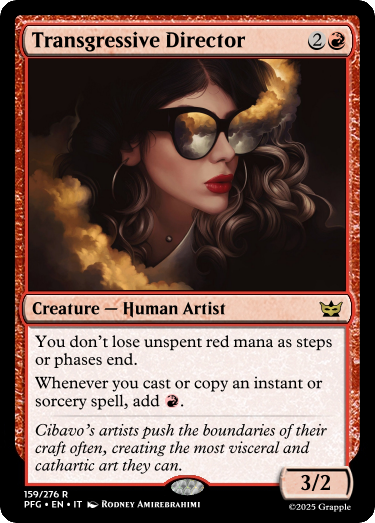 Transgressive Director 2
Creature — Human Artist
You don't lose unspent red mana as steps
or phases end.
Whenever you cast or copy an instant or
sorcery spell, add .
Cibavo's artists push the boundaries of their
craft often, creating the most visceral and
cathartic art they can.
3/2
159/276 R
PFG • EN • IT Rodney Amirebrahimi
©2025 Grapple